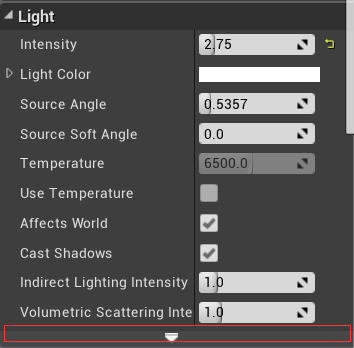 Light
Intensity 2.75
Light Color
Source Angle 0.5357
Source Soft Angle 0.0
Temperature 6500.0
Use Temperature
Affects World
Cast Shadows
Indirect Lighting Intensity 1.0
Volumetric Scattering Inte 1.0